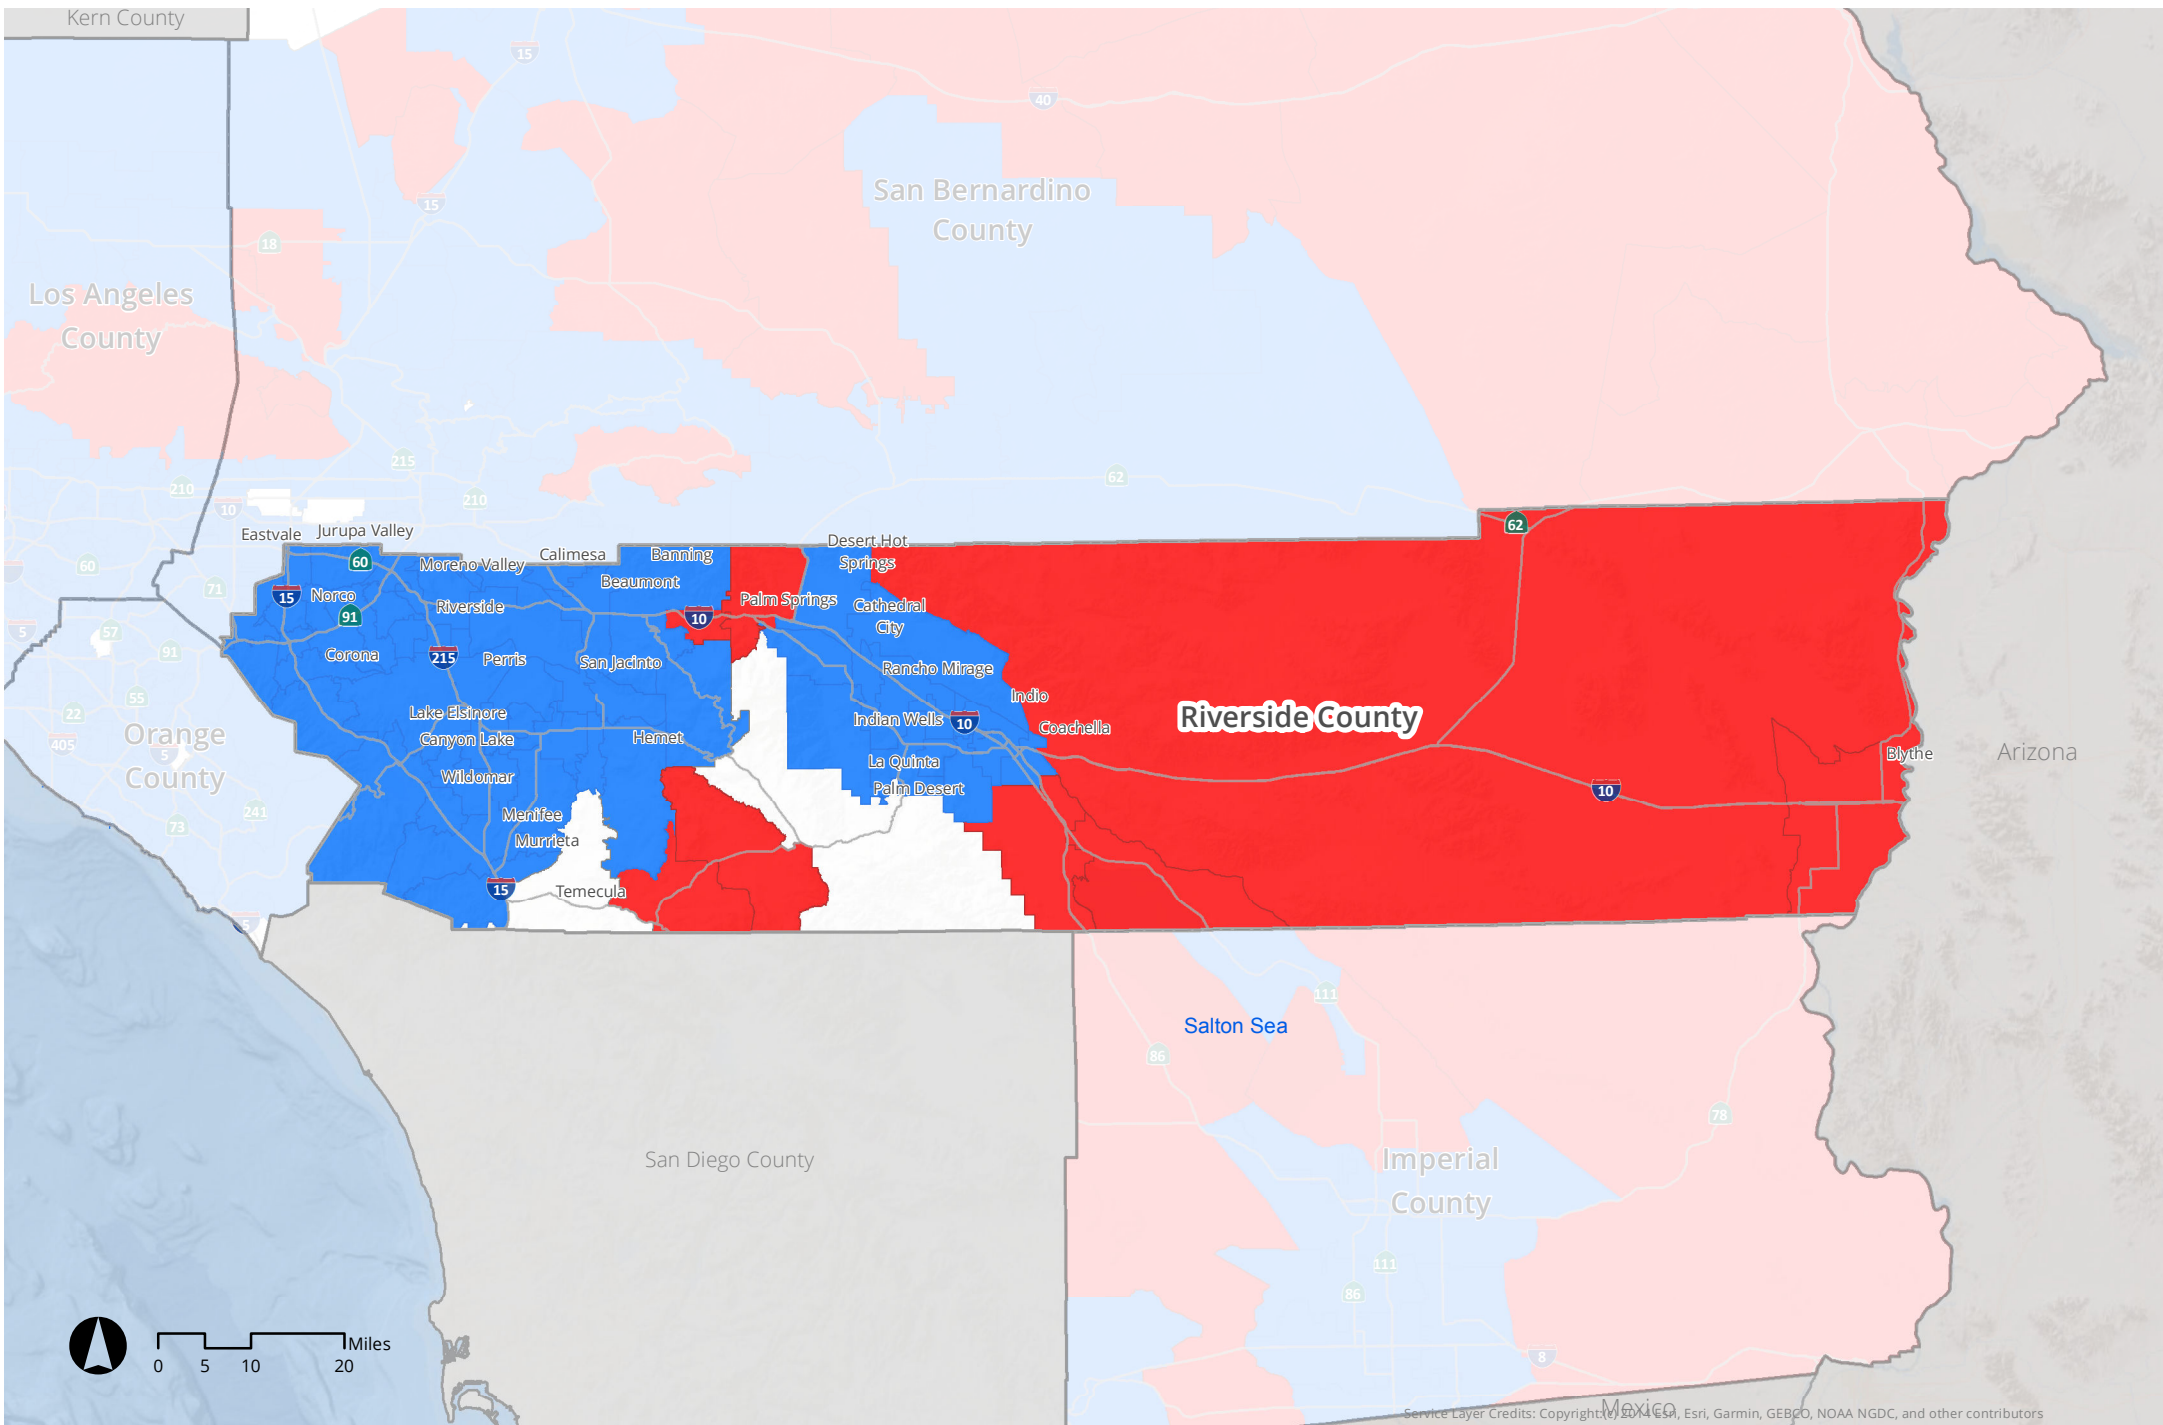 Kern County
15
40
San Bernardino
County
15
18
Los Angeles
County
215
210
210
62
10
62
Eastvale
Jurupa Valley
Desert Hot
Springs
Calimesa
Banning
60
60
Moreno Valley
Beaumont
71
15
Norco
91
Riverside
10
Palm Springs
Cathedral
City
5
57
91
Corona
215
Perris
San Jacinto
Rancho Mirage
55
Indio
22
Lake Elsinore
Indian Wells
10
Coachella
Riverside County
Orange
County
405
5
Canyon Lake
Hemet
La Quinta
Blythe
Arizona
Wildomar
Palm Desert
10
241
73
Menifee
Murrieta
15
Temecula
5
111
Salton Sea
86
78
San Diego County
Imperial
County
111
86
8
Miles
0 5 10 20
Mexico
Service Layer Credits: Copyright:(c) 2014 Esri, Esri, Garmin, GEBCO, NOAA NGDC, and other contributors